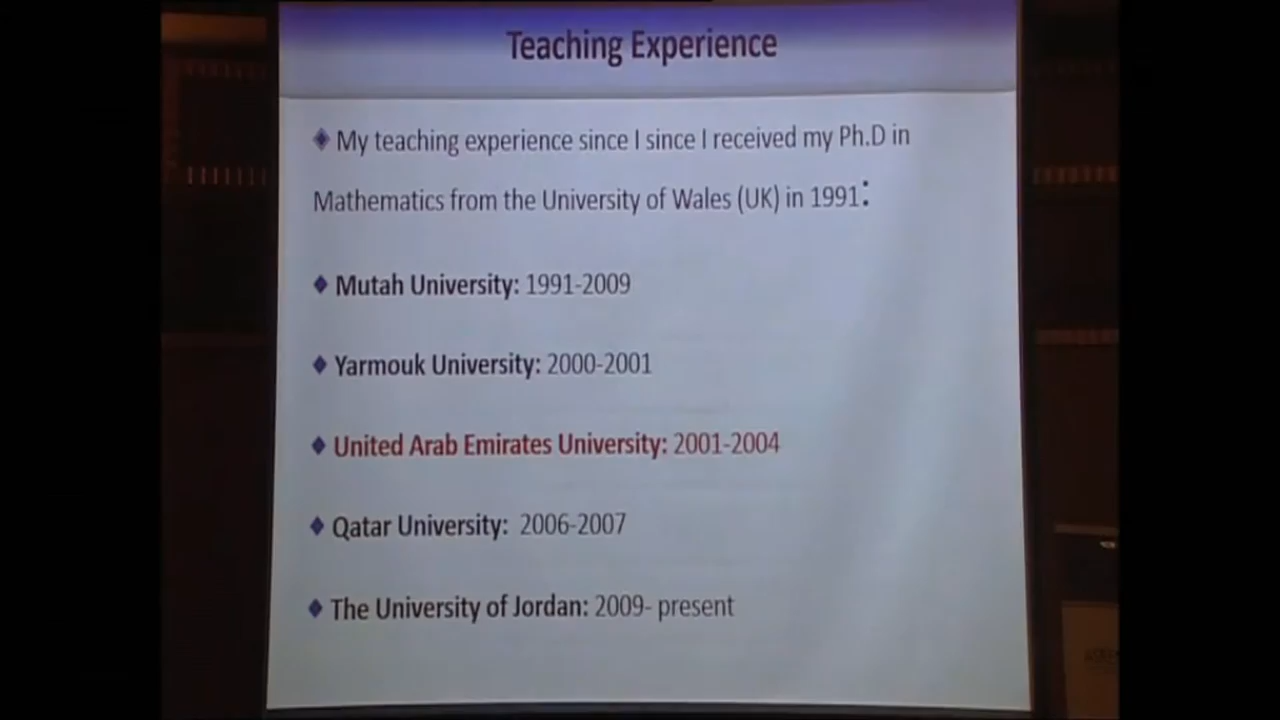 Teaching Experience
My teaching experience since I since I received my Ph.D in
Mathematics from the University of Wales (UK) in 1991:
Mutah University: 1991-2009
Yarmouk University: 2000-2001
United Arab Emirates University: 2001-2004
Qatar University: 2006-2007
The University of Jordan: 2009- present